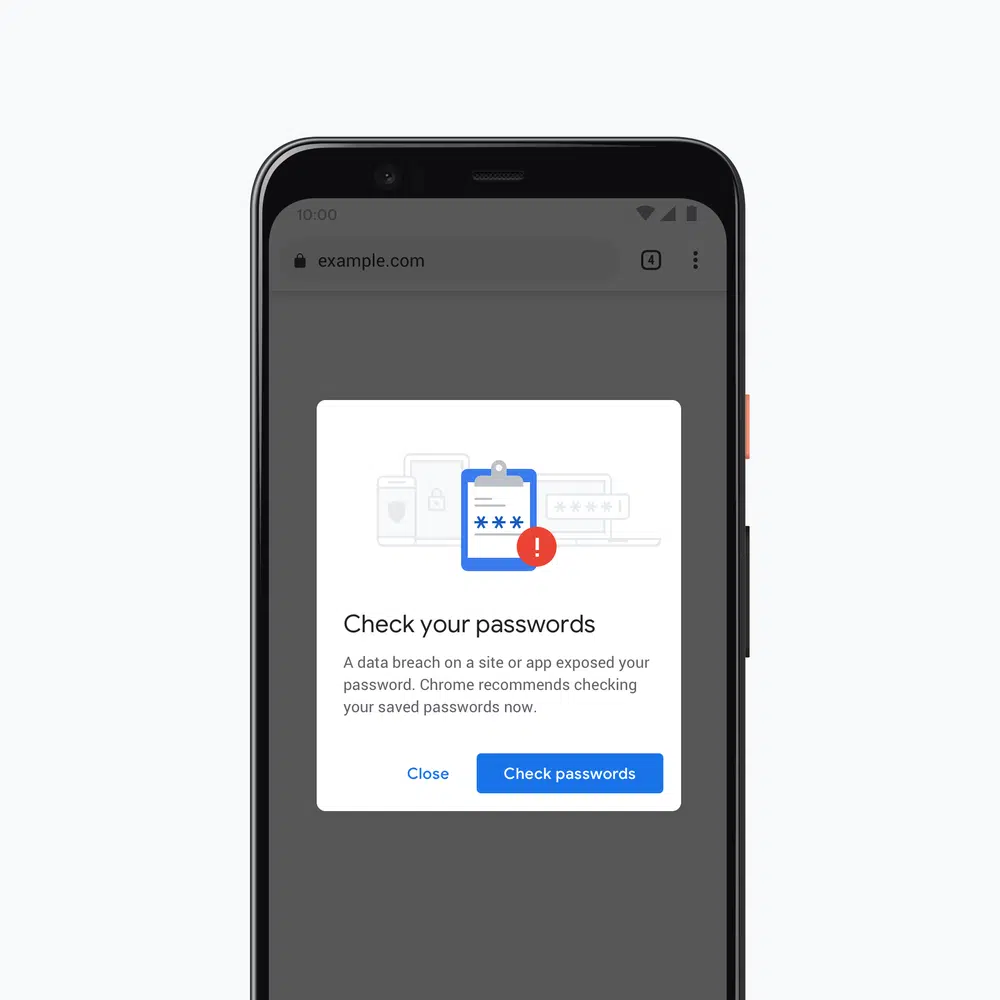 10:00
example.com
4
* * * *
* * *
!
Check your passwords
A data breach on a site or app exposed your
password. Chrome recommends checking
your saved passwords now.
Close
Check passwords